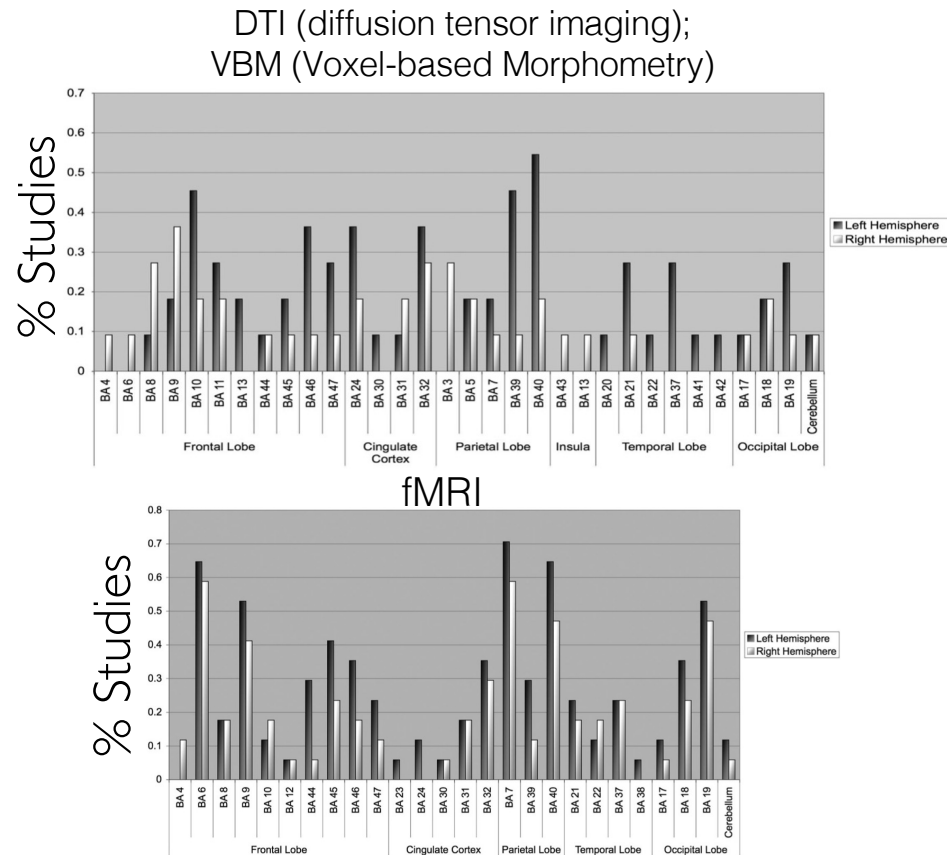 DTI (diffusion tensor imaging);
VBM (Voxel-based Morphometry)
% Studies
0.7
0.6
0.5
0.4
0.3
0.2
0.1
0
BA 4
BA 6
BA 8
BA 9
BA 10
BA 11
BA 13
BA 44
BA 45
BA 46
BA 47
BA 24
BA 30
BA 31
BA 32
BA 3
BA 5
BA 7
BA 39
BA 40
BA 43
BA 13
BA 20
BA 21
BA 22
BA 37
BA 41
BA 42
BA 17
BA 18
BA 19
Cerebellum
Frontal Lobe
Cingulate
Cortex
Parietal Lobe
Insula
Temporal Lobe
Occipital Lobe
Left Hemisphere
Right Hemisphere
fMRI
% Studies
0.8
0.7
0.6
0.5
0.4
0.3
0.2
0.1
0
BA 4
BA 6
BA 8
BA 9
BA 10
BA 12
BA 44
BA 45
BA 46
BA 47
BA 23
BA 24
BA 30
BA 31
BA 32
BA 7
BA 39
BA 40
BA 21
BA 22
BA 37
BA 38
BA 17
BA 18
BA 19
Cerebellum
Frontal Lobe
Cingulate Cortex
Parietal Lobe
Temporal Lobe
Occipital Lobe
Left Hemisphere
Right Hemisphere